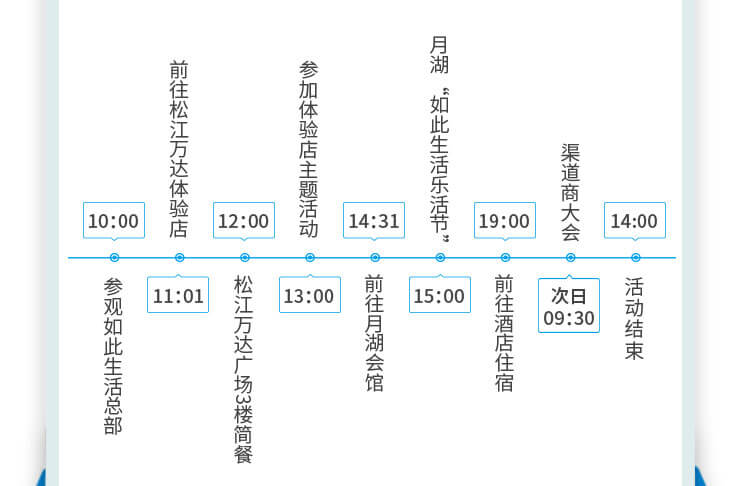 10:00
参观如此生活总部
11:01
前往松江万达体验店
12:00
松江万达广场3楼简餐
13:00
参加体验店主题活动
14:31
前往月湖会馆
15:00
月湖“如此生活乐活节”
19:00
前往酒店住宿
次日
09:30
渠道商大会
14:00
活动结束